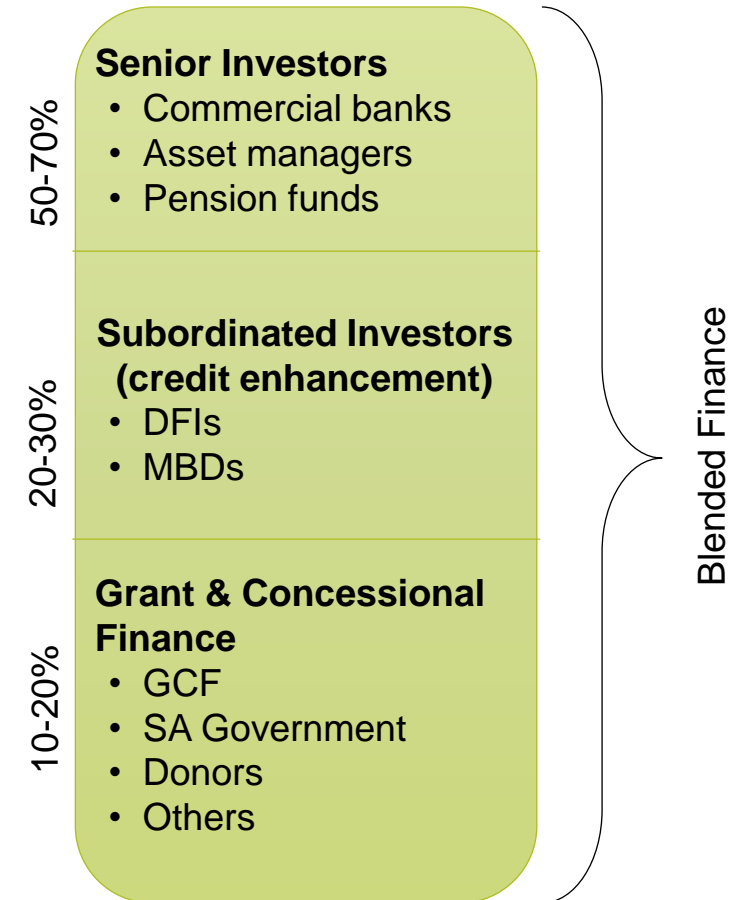 50-70%
Senior Investors
• Commercial banks
• Asset managers
• Pension funds
20-30%
Subordinated Investors
(credit enhancement)
• DFIs
• MBDs
10-20%
Grant & Concessional
Finance
• GCF
• SA Government
• Donors
• Others
Blended Finance